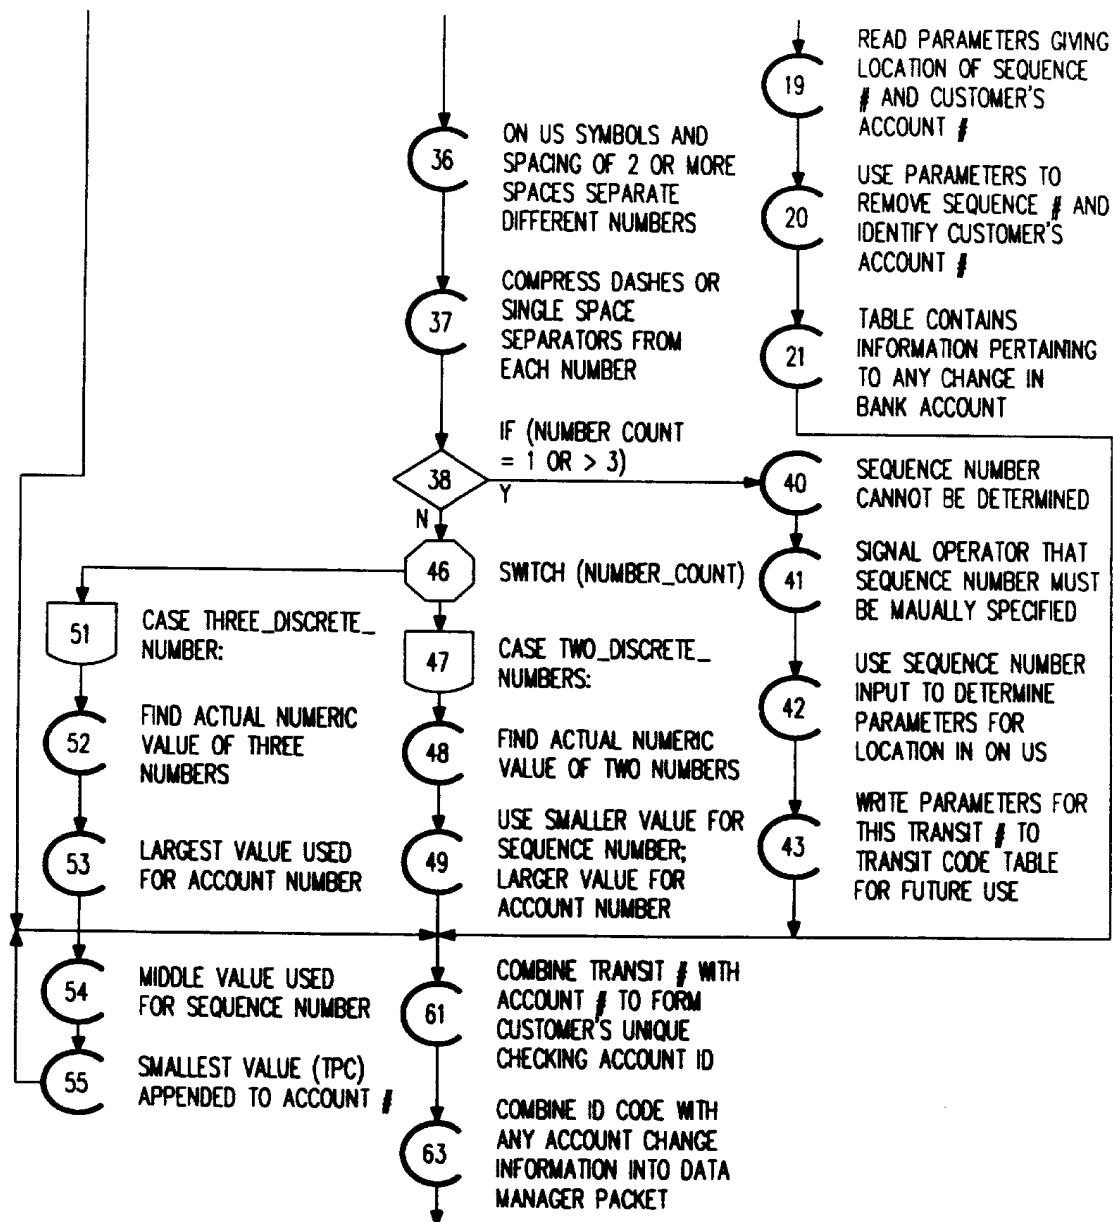 19
READ PARAMETERS GIVING
LOCATION OF SEQUENCE
# AND CUSTOMER'S
ACCOUNT #
36
ON US SYMBOLS AND
SPACING OF 2 OR MORE
SPACES SEPARATE
DIFFERENT NUMBERS
20
USE PARAMETERS TO
REMOVE SEQUENCE # AND
IDENTIFY CUSTOMER'S
ACCOUNT #
37
COMPRESS DASHES OR
SINGLE SPACE
SEPARATORS FROM
EACH NUMBER
21
TABLE CONTAINS
INFORMATION PERTAINING
TO ANY CHANGE IN
BANK ACCOUNT
IF (NUMBER COUNT
= 1 OR > 3)
38
Y
N
40
SEQUENCE NUMBER
CANNOT BE DETERMINED
46
SWITCH (NUMBER_COUNT)
41
SIGNAL OPERATOR THAT
SEQUENCE NUMBER MUST
BE MAUALLY SPECIFIED
51
CASE THREE_DISCRETE_
NUMBER:
47
CASE TWO_DISCRETE_
NUMBERS:
42
USE SEQUENCE NUMBER
INPUT TO DETERMINE
PARAMETERS FOR
LOCATION IN ON US
52
FIND ACTUAL NUMERIC
VALUE OF THREE
NUMBERS
48
FIND ACTUAL NUMERIC
VALUE OF TWO NUMBERS
43
WRITE PARAMETERS FOR
THIS TRANSIT # TO
TRANSIT CODE TABLE
FOR FUTURE USE
53
LARGEST VALUE USED
FOR ACCOUNT NUMBER
49
USE SMALLER VALUE FOR
SEQUENCE NUMBER;
LARGER VALUE FOR
ACCOUNT NUMBER
54
MIDDLE VALUE USED
FOR SEQUENCE NUMBER
61
COMBINE TRANSIT # WITH
ACCOUNT # TO FORM
CUSTOMER'S UNIQUE
CHECKING ACCOUNT ID
55
SMALLEST VALUE (TPC)
APPENDED TO ACCOUNT #
63
COMBINE ID CODE WITH
ANY ACCOUNT CHANGE
INFORMATION INTO DATA
MANAGER PACKET